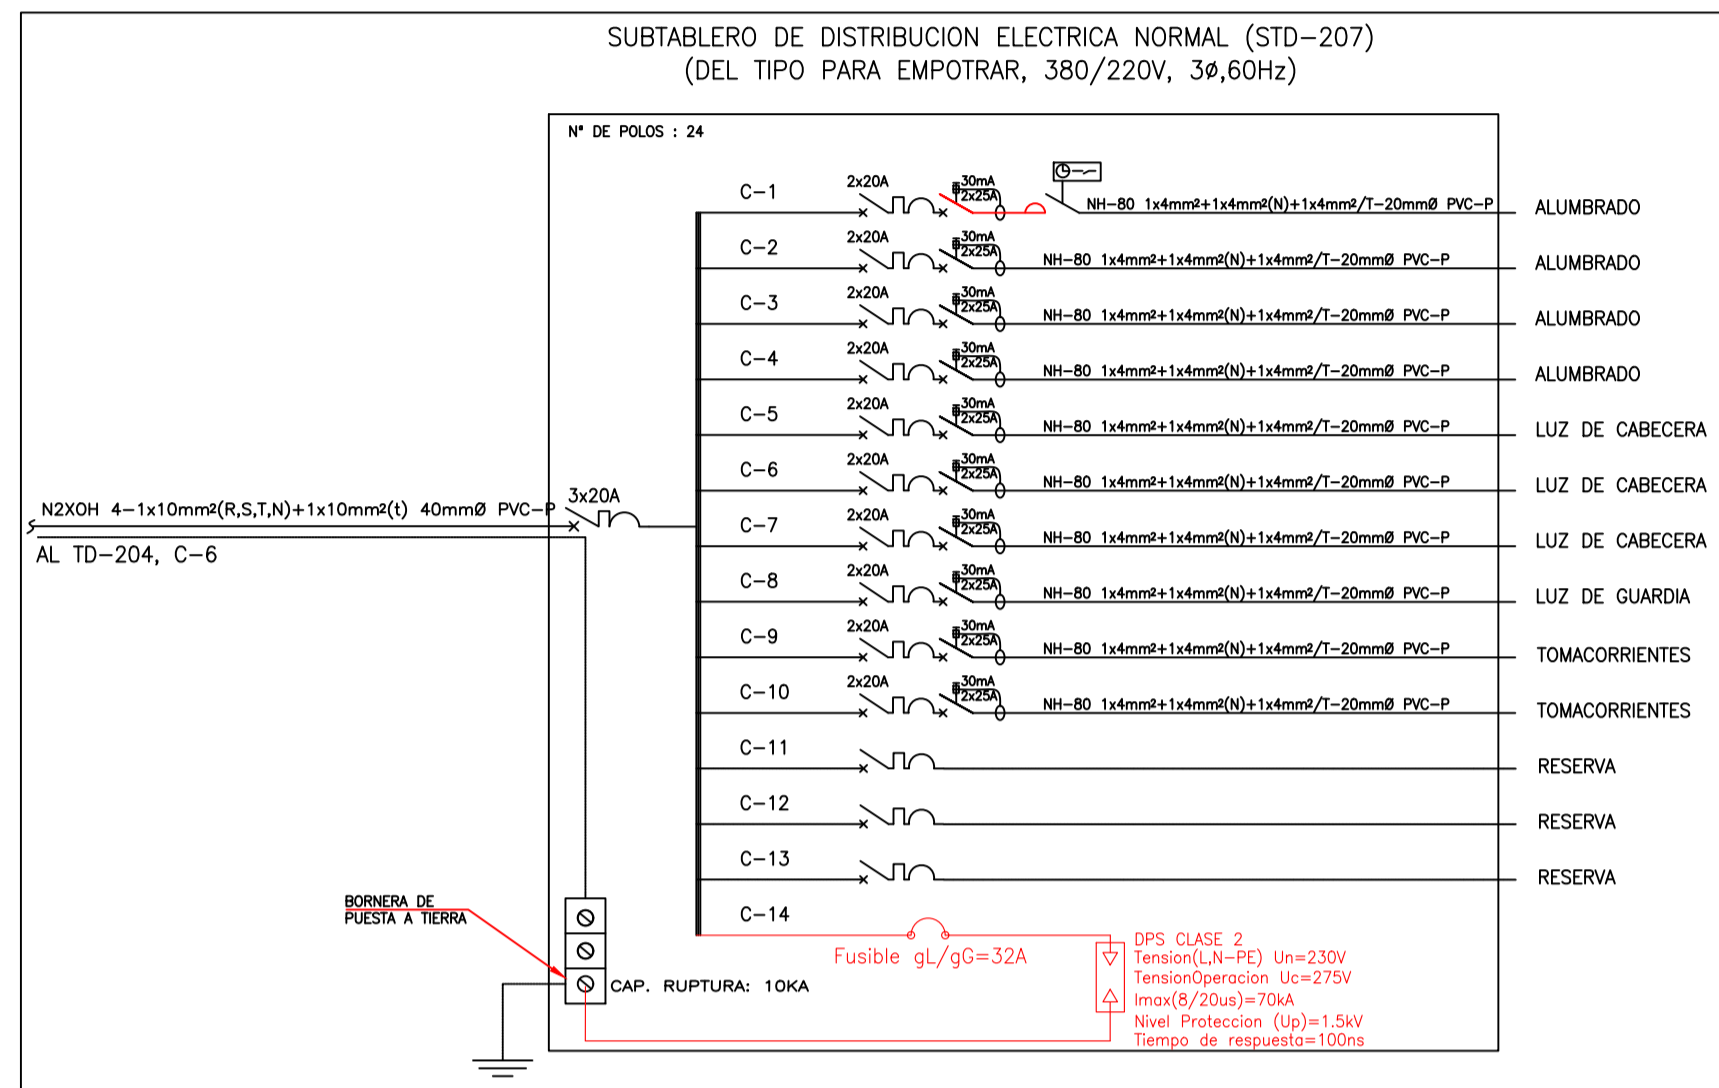 SUBTABLERO DE DISTRIBUCION ELECTRICA NORMAL (STD-207)
(DEL TIPO PARA EMPOTRAR, 380/220V, 3ø,60Hz)
N° DE POLOS : 24
C-1 2x20A 30mA 2x25A NH-80 1x4mm²+1x4mm²(N)+1x4mm²/T-20mmØ PVC-P ALUMBRADO
C-2 2x20A 30mA 2x25A NH-80 1x4mm²+1x4mm²(N)+1x4mm²/T-20mmØ PVC-P ALUMBRADO
C-3 2x20A 30mA 2x25A NH-80 1x4mm²+1x4mm²(N)+1x4mm²/T-20mmØ PVC-P ALUMBRADO
C-4 2x20A 30mA 2x25A NH-80 1x4mm²+1x4mm²(N)+1x4mm²/T-20mmØ PVC-P ALUMBRADO
C-5 2x20A 30mA 2x25A NH-80 1x4mm²+1x4mm²(N)+1x4mm²/T-20mmØ PVC-P LUZ DE CABECERA
C-6 2x20A 30mA 2x25A NH-80 1x4mm²+1x4mm²(N)+1x4mm²/T-20mmØ PVC-P LUZ DE CABECERA
N2XOH 4-1x10mm²(R,S,T,N)+1x10mm²(t) 40mmØ PVC-P 3x20A
AL TD-204, C-6
C-7 2x20A 30mA 2x25A NH-80 1x4mm²+1x4mm²(N)+1x4mm²/T-20mmØ PVC-P LUZ DE CABECERA
C-8 2x20A 30mA 2x25A NH-80 1x4mm²+1x4mm²(N)+1x4mm²/T-20mmØ PVC-P LUZ DE GUARDIA
C-9 2x20A 30mA 2x25A NH-80 1x4mm²+1x4mm²(N)+1x4mm²/T-20mmØ PVC-P TOMACORRIENTES
C-10 2x20A 30mA 2x25A NH-80 1x4mm²+1x4mm²(N)+1x4mm²/T-20mmØ PVC-P TOMACORRIENTES
C-11 RESERVA
C-12 RESERVA
C-13 RESERVA
C-14
BORNERA DE
PUESTA A TIERRA
CAP. RUPTURA: 10KA
Fusible gL/gG=32A
DPS CLASE 2
Tension(L,N-PE) Un=230V
TensionOperacion Uc=275V
Imax(8/20us)=70kA
Nivel Proteccion (Up)=1.5kV
Tiempo de respuesta=100ns